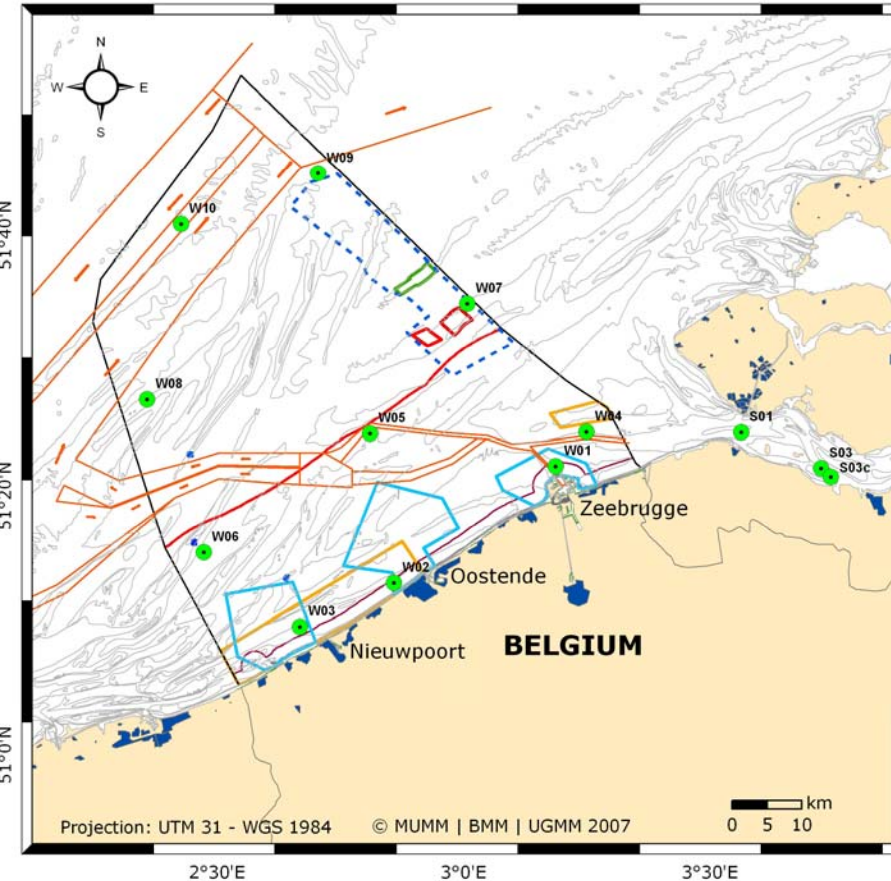 N
W E
S
W09
W10
51°40'N
W07
W08
W05
W04
S01
W01
S03
S03c
51°20'N
Zeebrugge
W06
W02
Oostende
W03
Nieuwpoort
BELGIUM
51°0'N
km
0 5 10
Projection: UTM 31 - WGS 1984 © MUMM | BMM | UGMM 2007
2°30'E 3°0'E 3°30'E